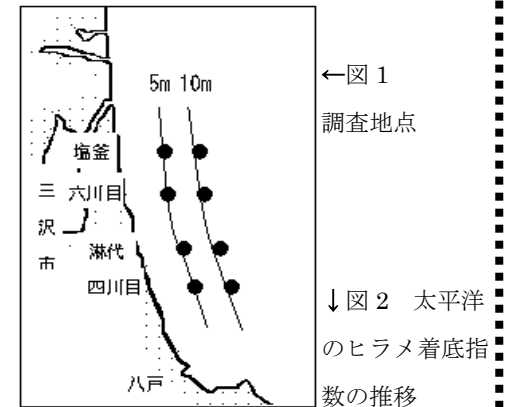 5m 10m
塩釜
三 六川目
沢
市 淋代
四川目
八戸
←図 1
調査地点
↓図 2 太平洋
のヒラメ着底指
数の推移